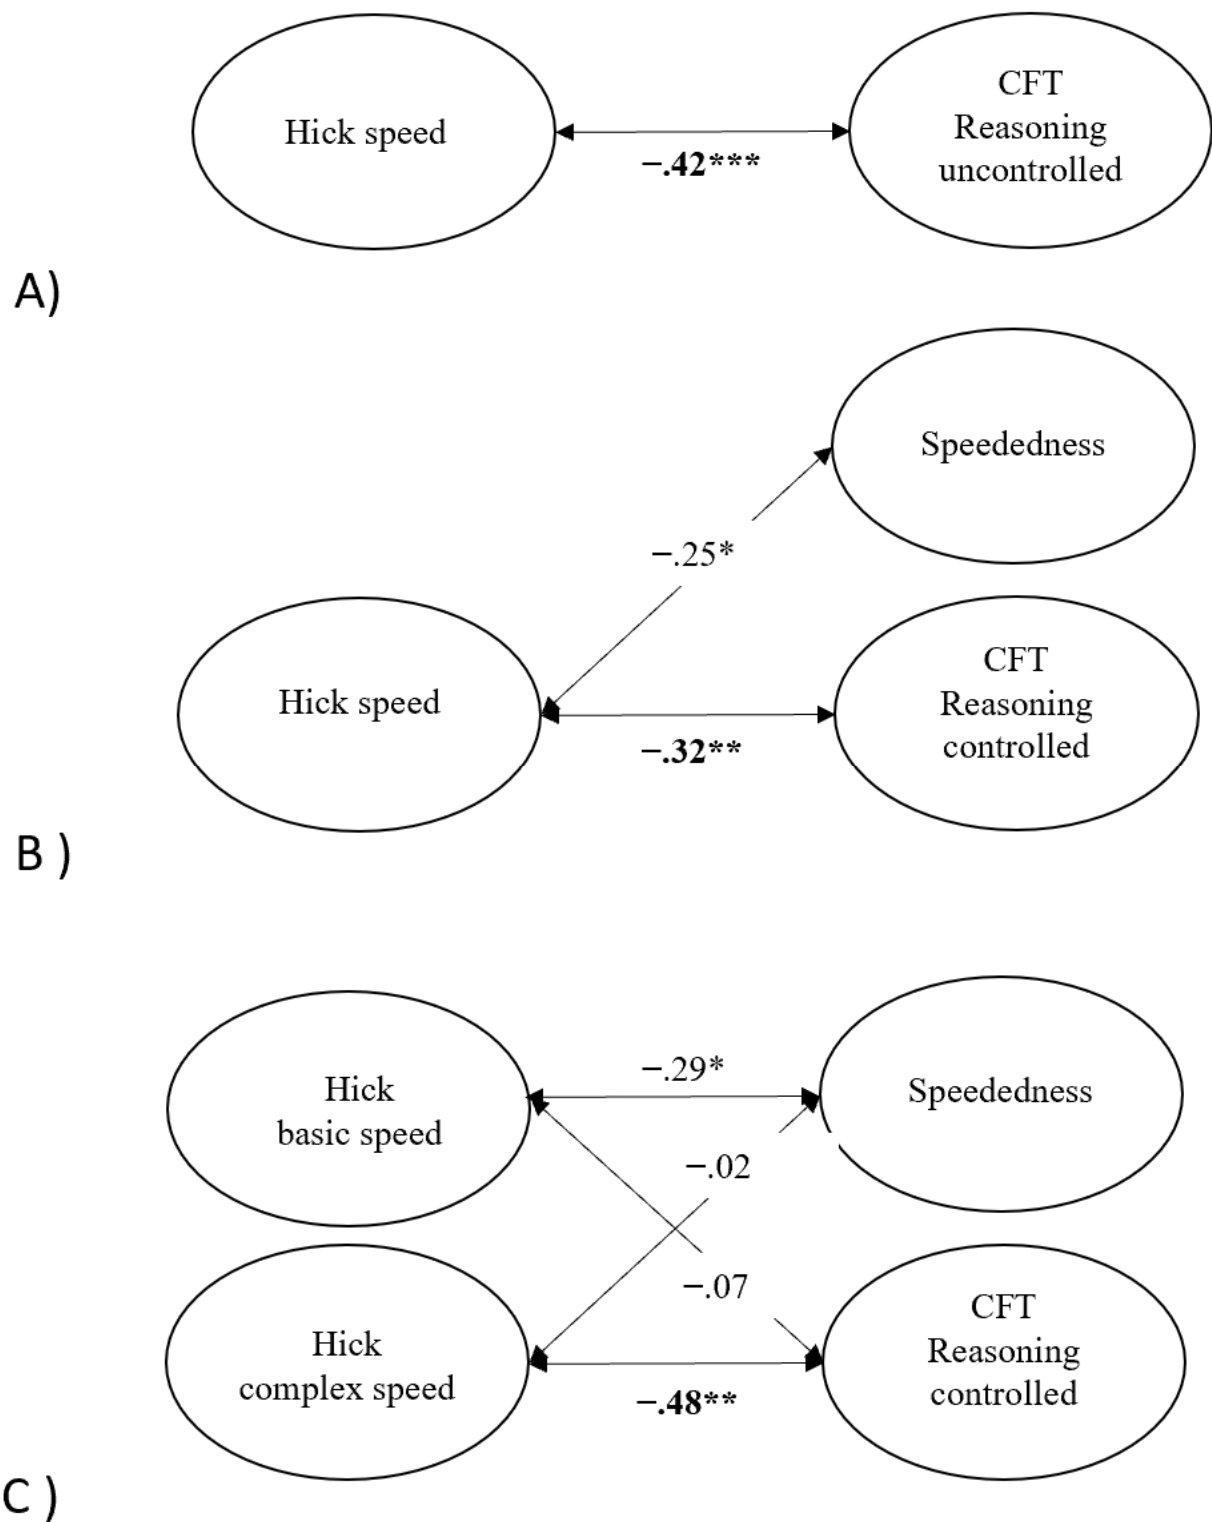 Hick speed
CFT
Reasoning
uncontrolled
−.42***
A)
Speededness
−.25*
Hick speed
CFT
Reasoning
controlled
−.32**
B )
Hick
basic speed
−.29*
Speededness
−.02
−.07
Hick
complex speed
CFT
Reasoning
controlled
−.48**
C )